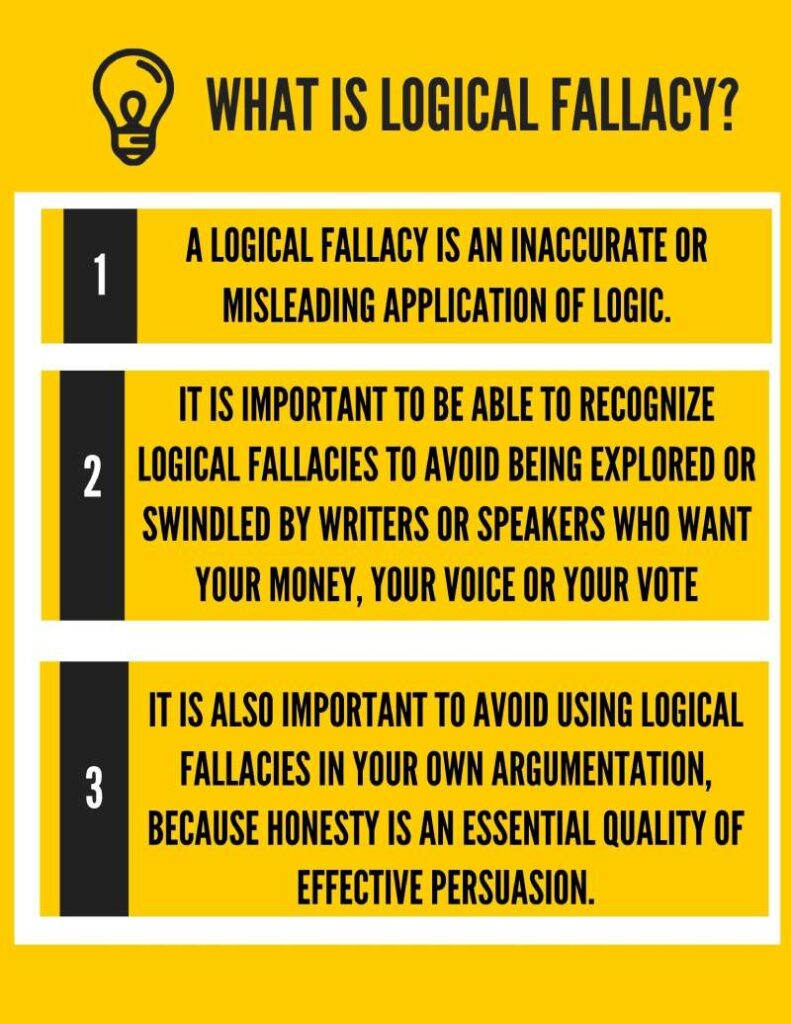 WHAT IS LOGICAL FALLACY?
1
A LOGICAL FALLACY IS AN INACCURATE OR
MISLEADING APPLICATION OF LOGIC.
2
IT IS IMPORTANT TO BE ABLE TO RECOGNIZE
LOGICAL FALLACIES TO AVOID BEING EXPLORED OR
SWINDLED BY WRITERS OR SPEAKERS WHO WANT
YOUR MONEY, YOUR VOICE OR YOUR VOTE
3
IT IS ALSO IMPORTANT TO AVOID USING LOGICAL
FALLACIES IN YOUR OWN ARGUMENTATION,
BECAUSE HONESTY IS AN ESSENTIAL QUALITY OF
EFFECTIVE PERSUASION.